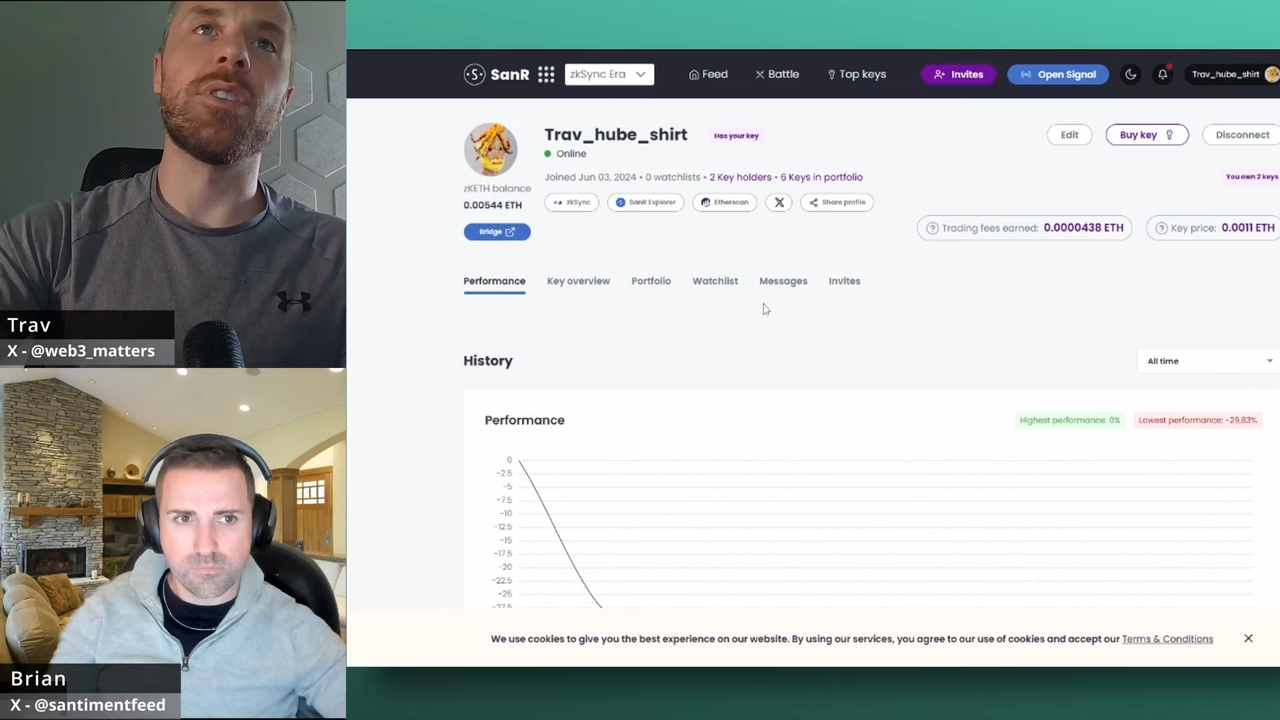 Trav
X - @web3_matters
Brian
X - @santimentfeed
SanR
zkSync Era
Feed
Battle
Top keys
Invites
Open Signal
Trav_hube_shirt
Trav_hube_shirt
Has your key
Online
Edit
Buy key
Disconnect
Joined Jun 03, 2024 • 0 watchlists • 2 Key holders • 6 Keys in portfolio
You own 2 keys
zkETH balance
0.00544 ETH
zkSync
SanR Explorer
Etherscan
Share profile
Bridge
Trading fees earned: 0.0000438 ETH
Key price: 0.0011 ETH
Performance
Key overview
Portfolio
Watchlist
Messages
Invites
History
All time
Performance
Highest performance: 0%
Lowest performance: -29,83%
0
-2.5
-5
-7.5
-10
-12.5
-15
-17.5
-20
-22.5
-25
-27.5
We use cookies to give you the best experience on our website. By using our services, you agree to our use of cookies and accept our Terms & Conditions